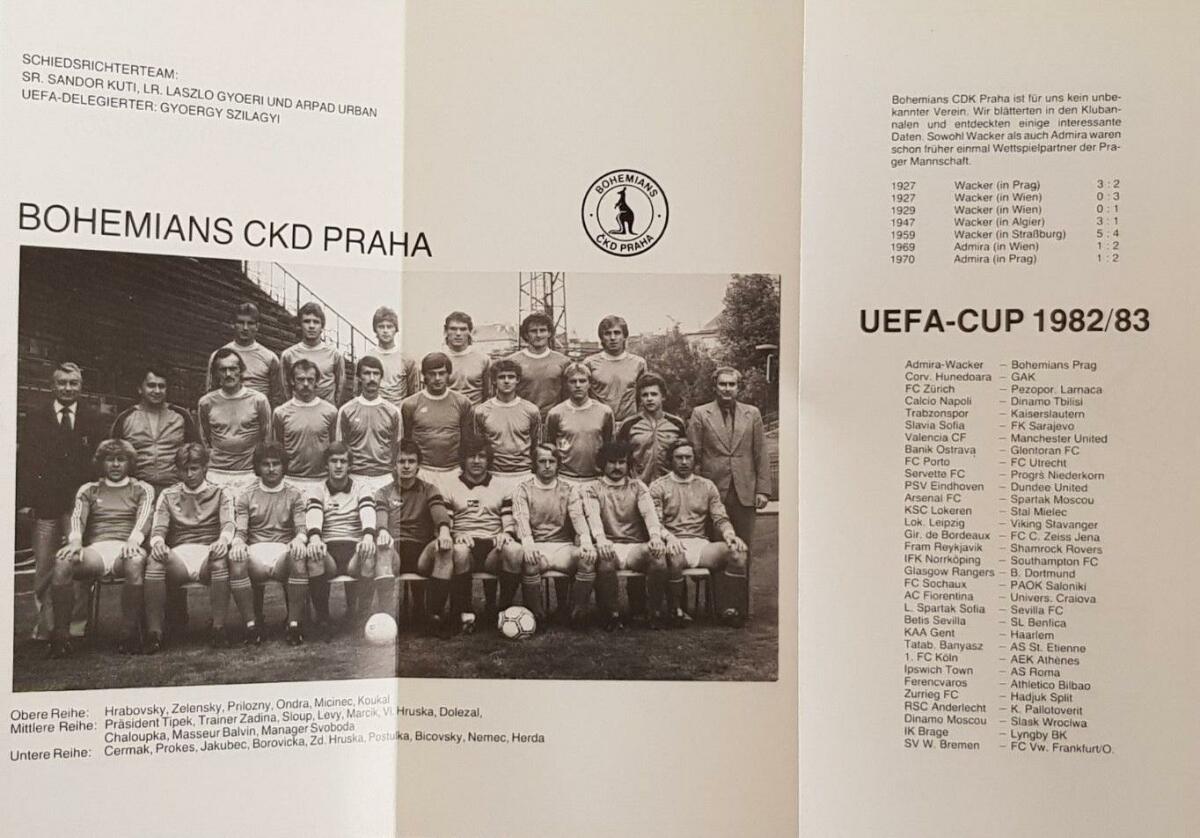 SCHIEDSRICHTERTEAM:
SR. SANDOR KUTI, LR. LASZLO GYOERI UND ARPAD URBAN
UEFA-DELEGIERTER: GYOERGY SZILAGYI
BOHEMIANS CKD PRAHA
BOHEMIANS
ČKD PRAHA
Obere Reihe: Hrabovsky, Zelensky, Prilozny, Ondra, Micinec, Koukal
Mittlere Reihe: Präsident Tipek, Trainer Zadina, Sloup, Levy, Marcik, Vl. Hruska, Dolezal,
Chaloupka, Masseur Balvin, Manager Svoboda
Untere Reihe: Cermak, Prokes, Jakubec, Borovicka, Zd. Hruska, Postulka, Bicovsky, Nemec, Herda
Bohemians CDK Praha ist für uns kein unbe-
kannter Verein. Wir blätterten in den Kluban-
nalen und entdeckten einige interessante
Daten. Sowohl Wacker als auch Admira waren
schon früher einmal Wettspielpartner der Pra-
ger Mannschaft.
1927 Wacker (in Prag) 3 : 2
1927 Wacker (in Wien) 0 : 3
1929 Wacker (in Wien) 0 : 1
1947 Wacker (in Algier) 3 : 1
1959 Wacker (in Straßburg) 5 : 4
1969 Admira (in Wien) 1 : 2
1970 Admira (in Prag) 1 : 2
UEFA-CUP 1982/83
Admira-Wacker – Bohemians Prag
Corv. Hunedoara – GAK
FC Zürich – Pezopor. Larnaca
Calcio Napoli – Dinamo Tbilisi
Trabzonspor – Kaiserslautern
Slavia Sofia – FK Sarajevo
Valencia CF – Manchester United
Banik Ostrava – Glentoran FC
FC Porto – FC Utrecht
Servette FC – Progrs Niederkorn
PSV Eindhoven – Dundee United
Arsenal FC – Spartak Moscou
KSC Lokeren – Stal Mielec
Lok. Leipzig – Viking Stavanger
Gir. de Bordeaux – FC C. Zeiss Jena
Fram Reykjavik – Shamrock Rovers
IFK Norrköping – Southampton FC
Glasgow Rangers – B. Dortmund
FC Sochaux – PAOK Saloniki
AC Fiorentina – Univers. Craiova
L. Spartak Sofia – Sevilla FC
Betis Sevilla – SL Benfica
KAA Gent – Haarlem
Tatab. Banyasz – AS St. Etienne
1. FC Köln – AEK Athènes
Ipswich Town – AS Roma
Ferencvaros – Athletico Bilbao
Zurrieg FC – Hadjuk Split
RSC Anderlecht – K. Pallotoverit
Dinamo Moscou – Slask Wroclwa
IK Brage – Lyngby BK
SV W. Bremen – FC Vw. Frankfurt/O.